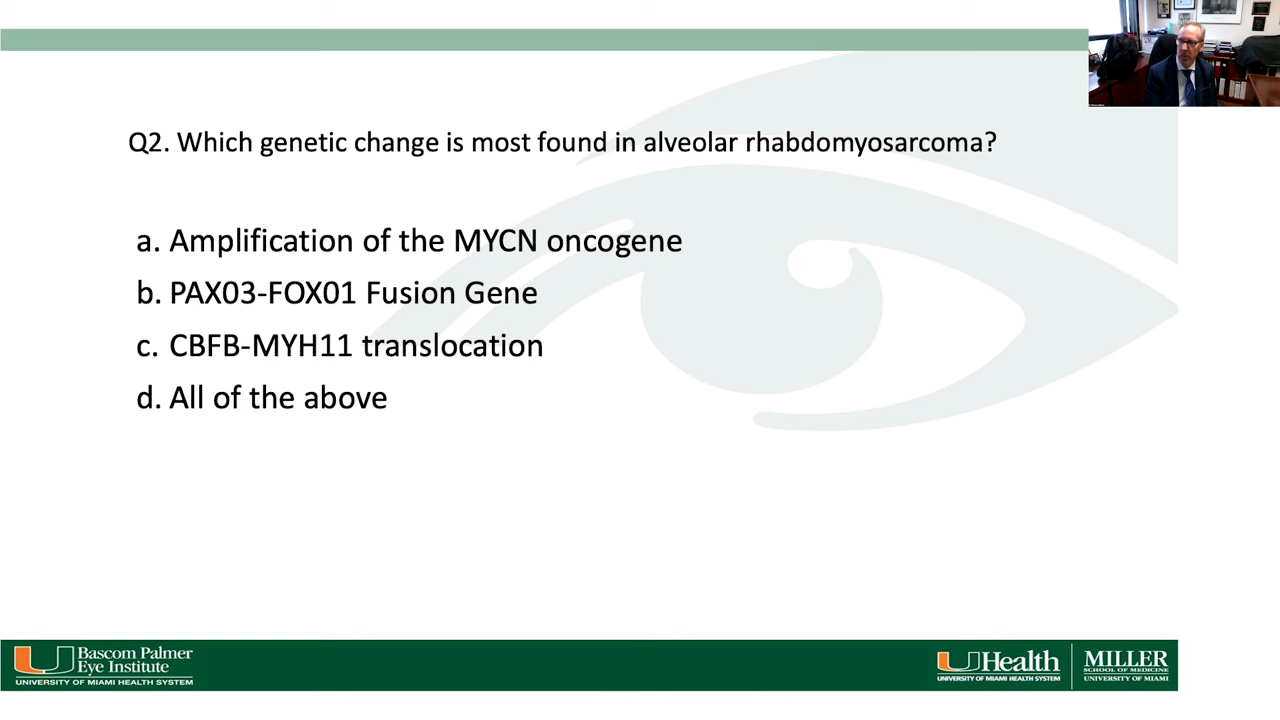 Q2. Which genetic change is most found in alveolar rhabdomyosarcoma?
a. Amplification of the MYCN oncogene
b. PAX03-FOX01 Fusion Gene
c. CBFB-MYH11 translocation
d. All of the above
Bascom Palmer
Eye Institute
UNIVERSITY OF MIAMI HEALTH SYSTEM
UHealth
UNIVERSITY OF MIAMI HEALTH SYSTEM
MILLER
SCHOOL OF MEDICINE
UNIVERSITY OF MIAMI